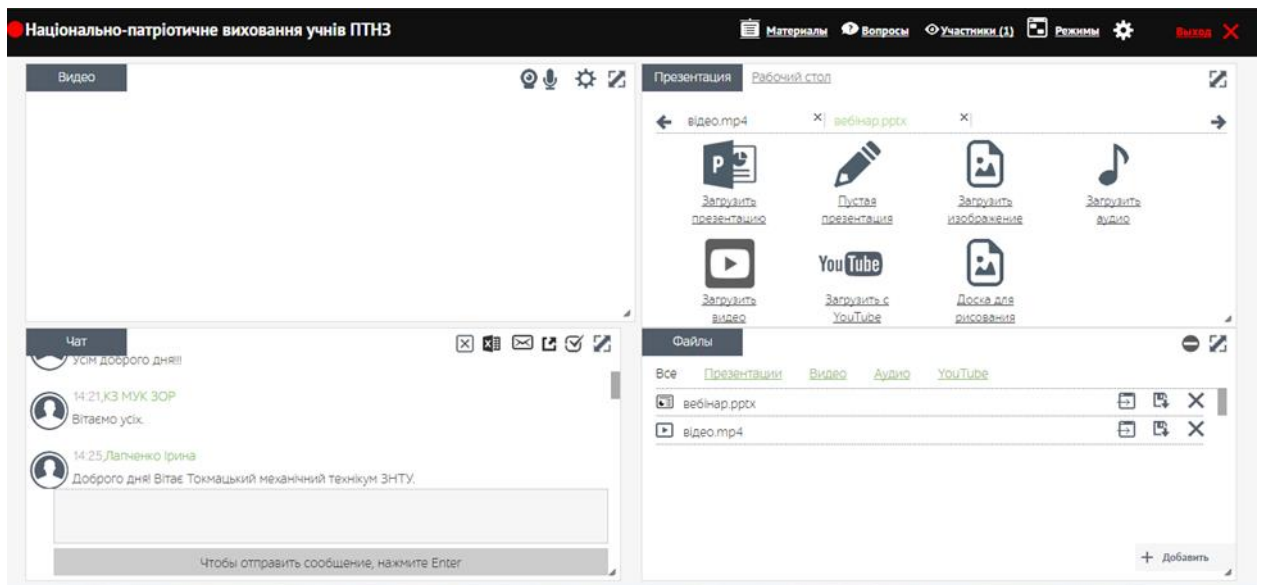 Національно-патріотичне виховання учнів ПТНЗ
Материалы Вопросы Участники (1) Режимы Выход
Видео
Презентация Рабочий стол
відео.mp4 вебінар.pptx
Загрузить презентацию
Пустая презентация
Загрузить изображение
Загрузить аудио
Загрузить видео
You Tube
Загрузить с YouTube
Доска для рисования
Чат
Усім доброго дня!!!
14:21,КЗ МУК ЗОР
Вітаємо усіх.
14:25,Лапченко Ірина
Доброго дня! Вітає Токмацький механічний технікум ЗНТУ.
Чтобы отправить сообщение, нажмите Enter
Файлы
Все Презентации Видео Аудио YouTube
вебінар.pptx
відео.mp4
+ Добавить